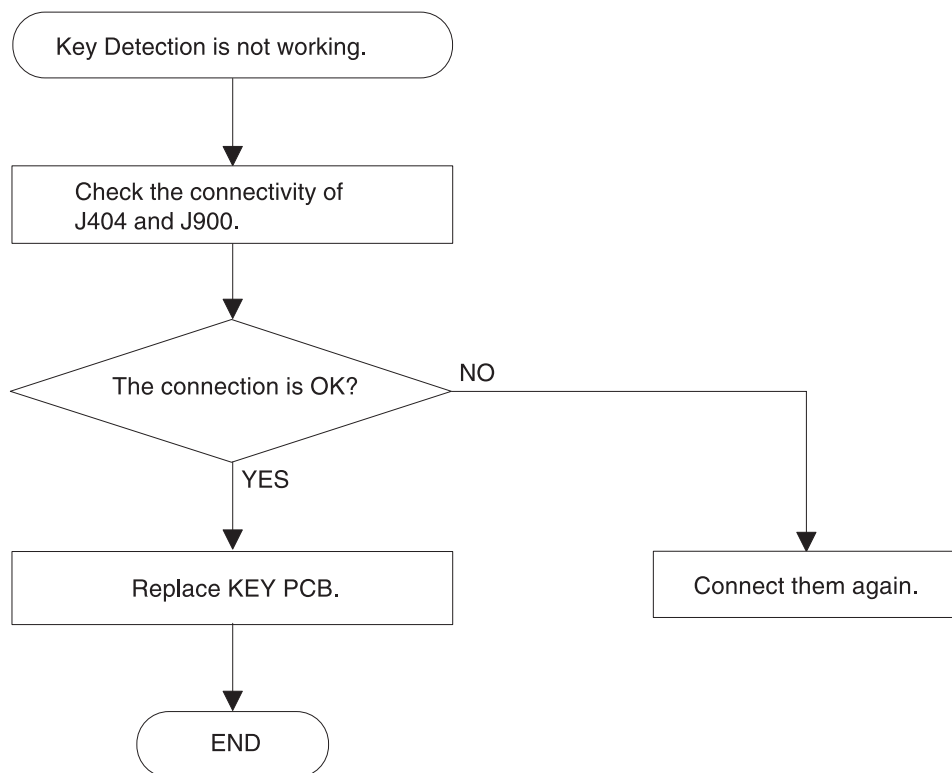 Key Detection is not working.
Check the connectivity of
J404 and J900.
The connection is OK?
NO
YES
Replace KEY PCB.
Connect them again.
END